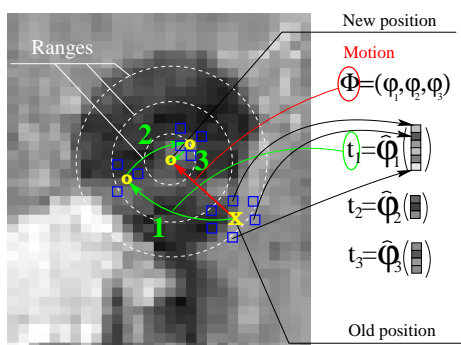 New position
Ranges
Motion
Φ=(φ₁,φ₂,φ₃)
2
3
1
X
t₁=φ̂₁( )
t₂=φ̂₂( )
t₃=φ̂₃( )
Old position